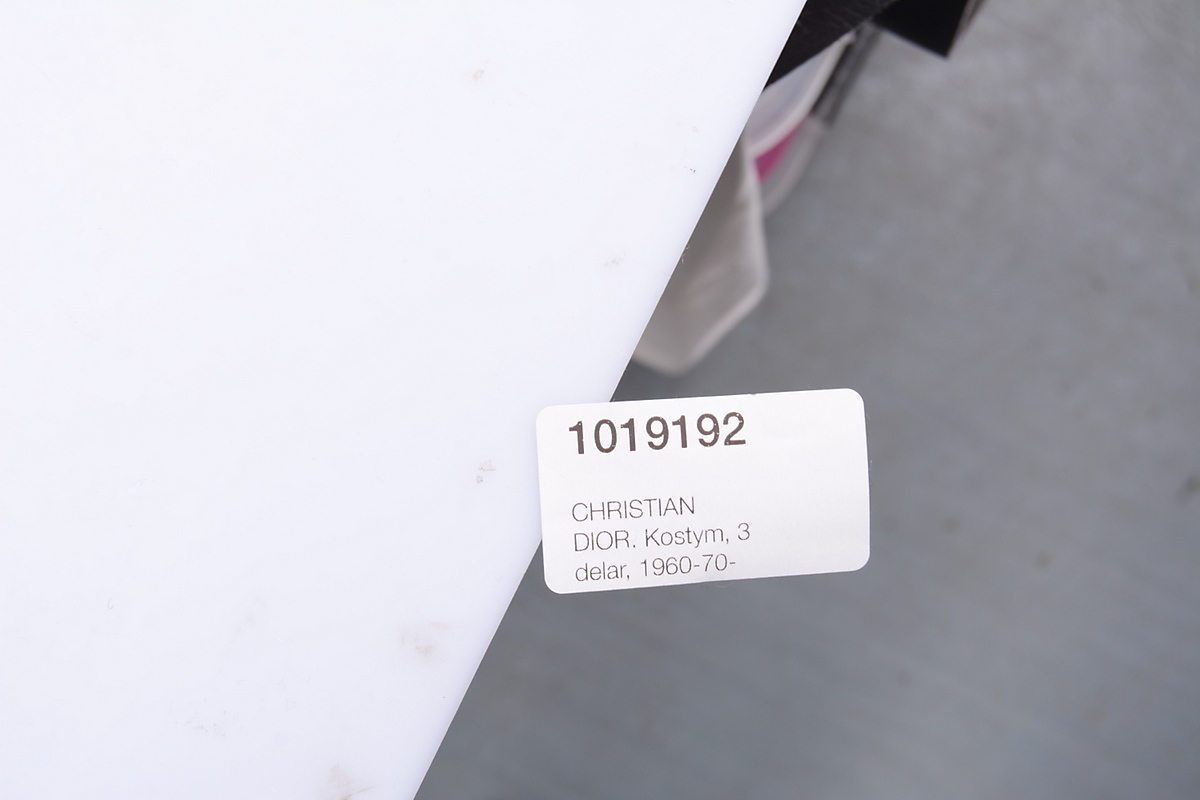 1019192
CHRISTIAN
DIOR. Kostym, 3
delar, 1960-70-